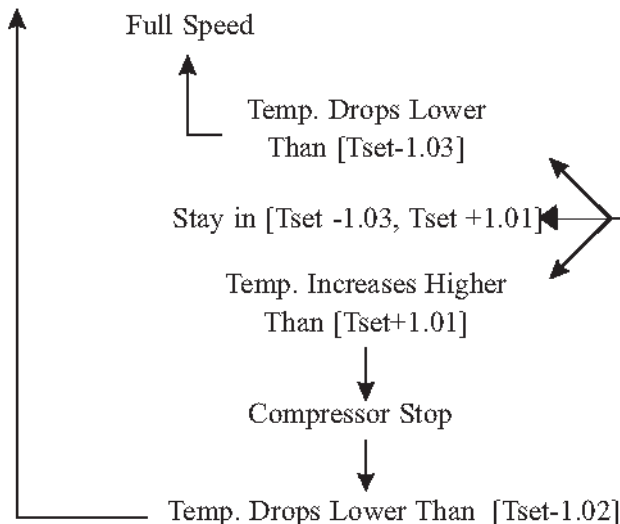 Full Speed
Temp. Drops Lower
Than [Tset-1.03]
Stay in [Tset -1.03, Tset +1.01]
Temp. Increases Higher
Than [Tset+1.01]
Compressor Stop
Temp. Drops Lower Than [Tset-1.02]